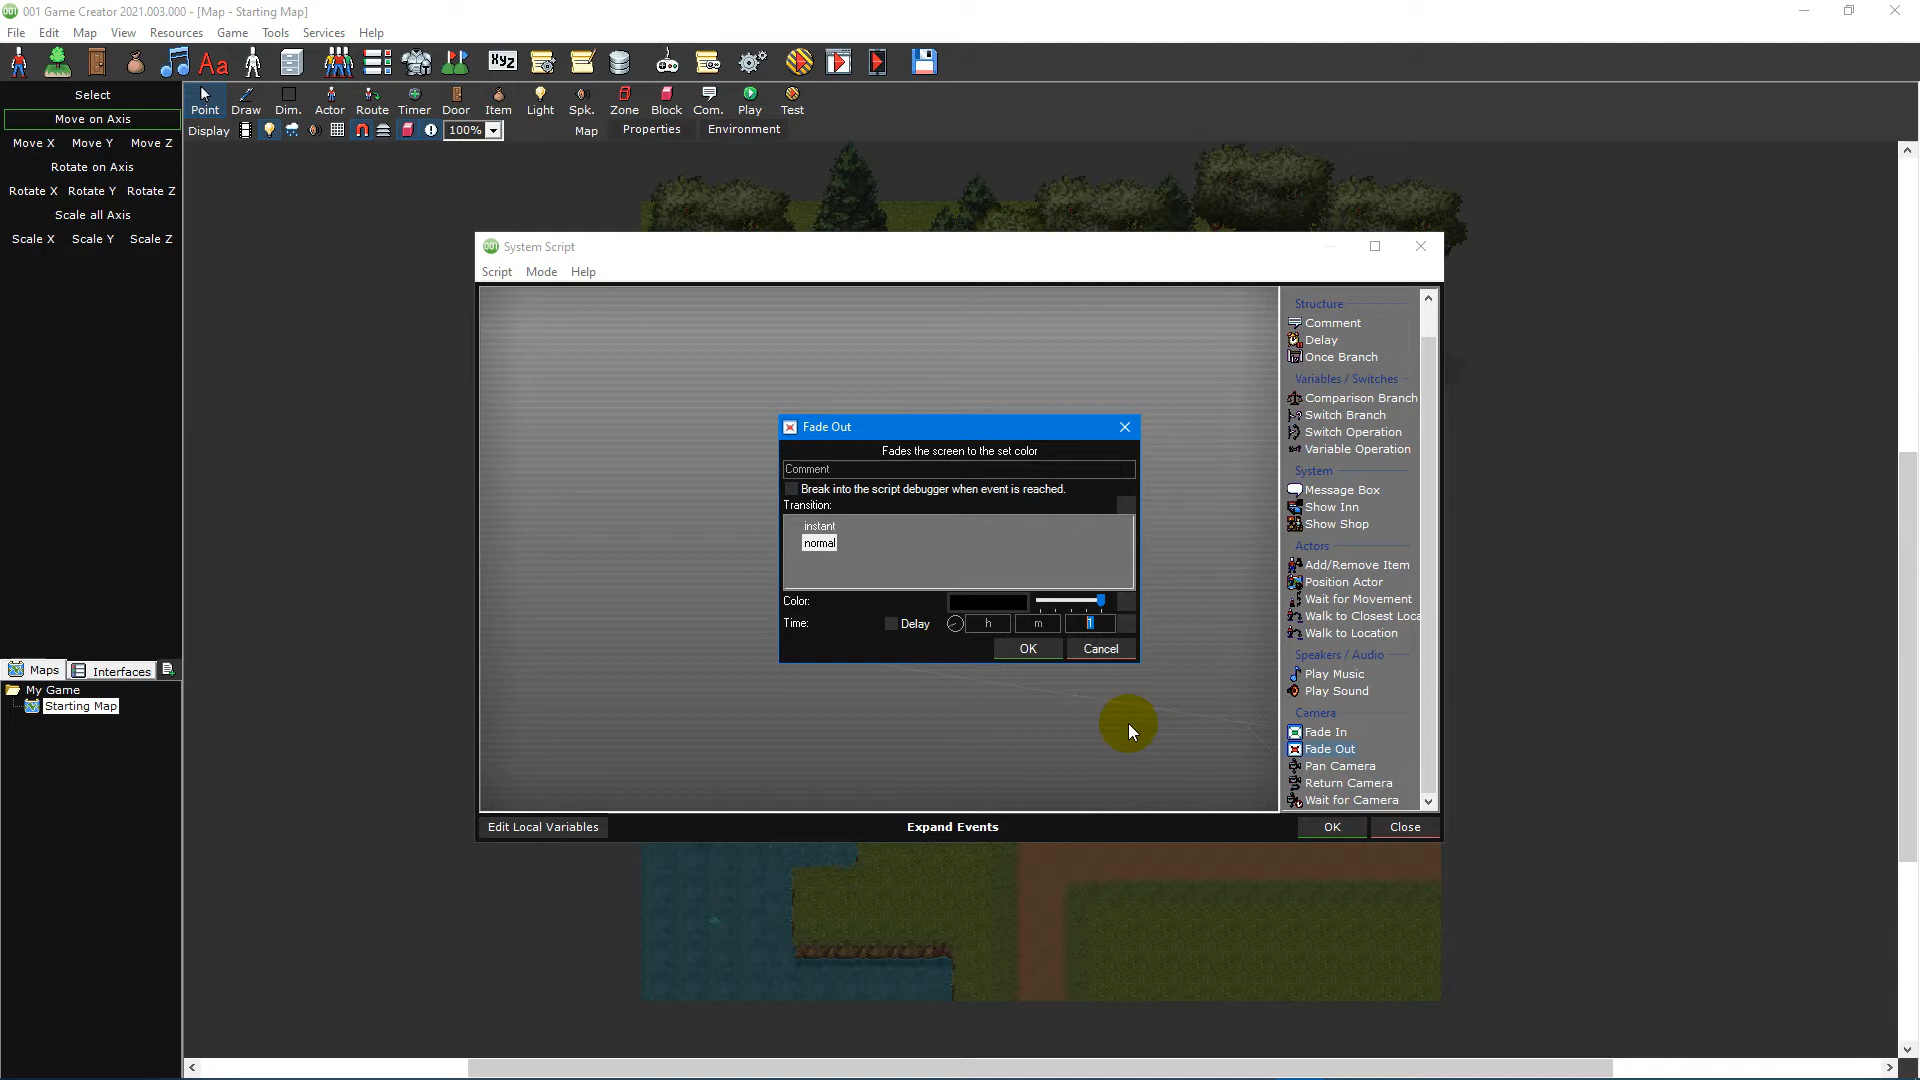 001 Game Creator 2021.003.000 - [Map - Starting Map]
File Edit Map View Resources Game Tools Services Help
Aa
Xyz
Select
Move on Axis
Move X Move Y Move Z
Rotate on Axis
Rotate X Rotate Y Rotate Z
Scale all Axis
Scale X Scale Y Scale Z
Point Draw Dim. Actor Route Timer Door Item Light Spk. Zone Block Com. Play Test
Display 100% Map Properties Environment
001 System Script
Script Mode Help
Fade Out
Fades the screen to the set color
Comment
Break into the script debugger when event is reached.
Transition:
instant
normal
Color:
Time: Delay h m 1
OK Cancel
Structure
Comment
Delay
Once Branch
Variables / Switches
Comparison Branch
Switch Branch
Switch Operation
Variable Operation
System
Message Box
Show Inn
Show Shop
Actors
Add/Remove Item
Position Actor
Wait for Movement
Walk to Closest Loca
Walk to Location
Speakers / Audio
Play Music
Play Sound
Camera
Fade In
Fade Out
Pan Camera
Return Camera
Wait for Camera
Edit Local Variables Expand Events OK Close
Maps Interfaces
My Game
Starting Map